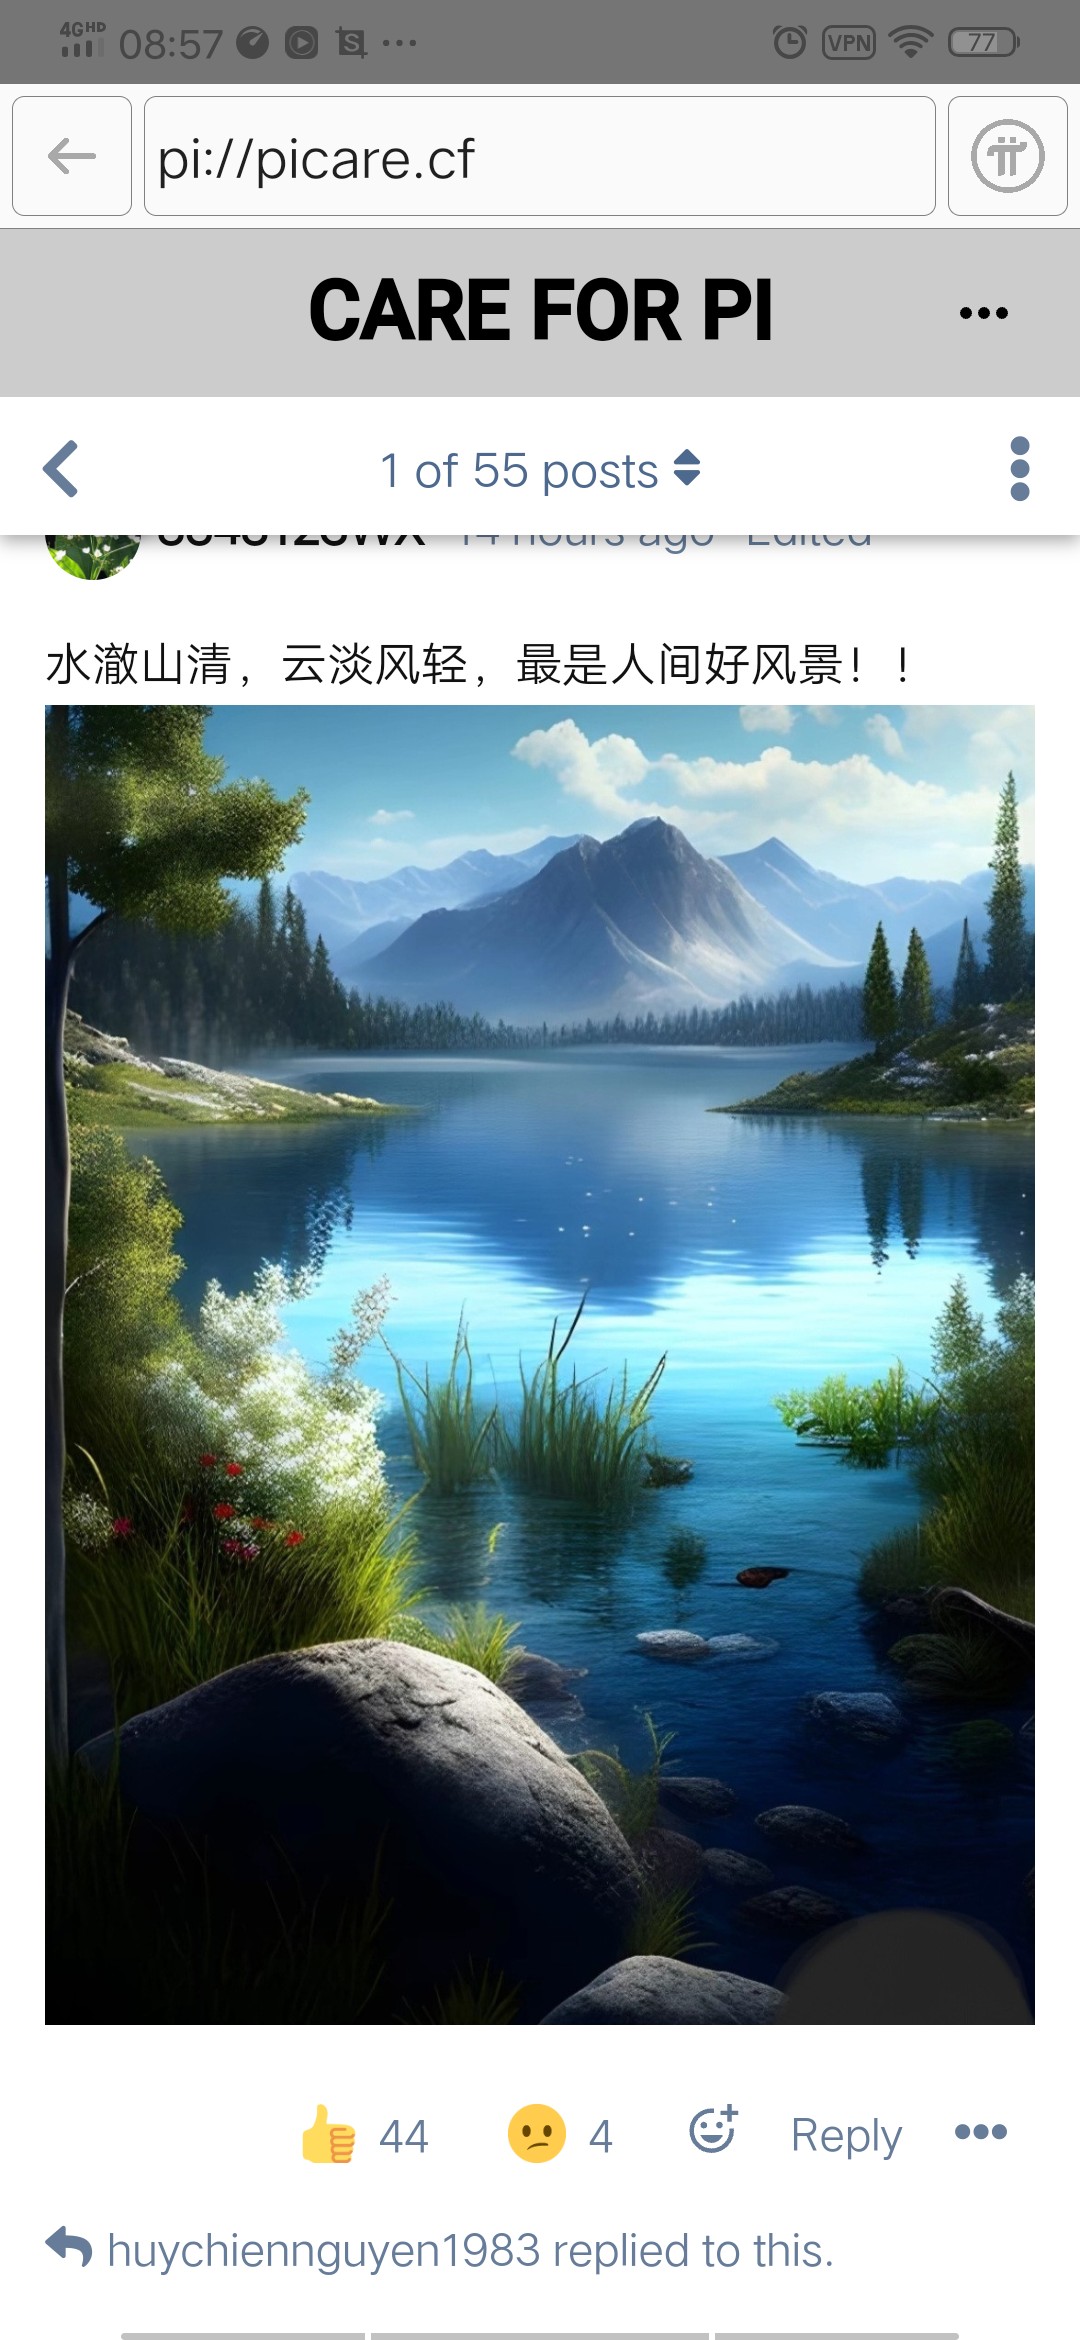 4G HD 08:57 VPN 77
pi://picare.cf
CARE FOR PI
1 of 55 posts
14 hours ago Edited
水澈山清，云淡风轻，最是人间好风景！！
44 4 Reply
huychiennguyen1983 replied to this.